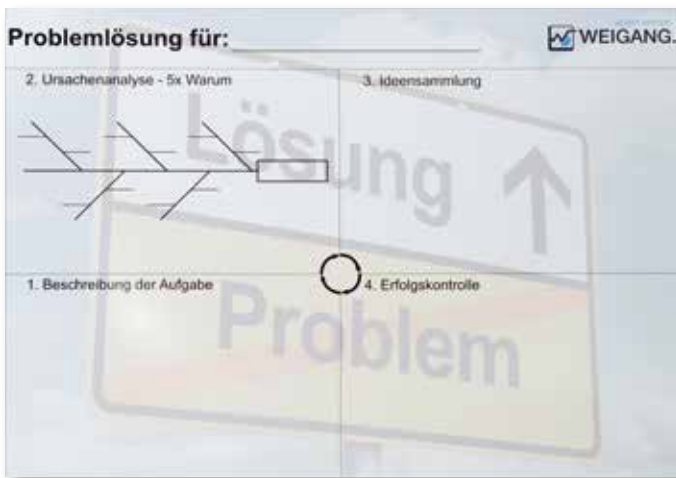 Problemlösung für:
WEIGANG.
2. Ursachenanalyse - 5x Warum
3. Ideensammlung
Lösung
1. Beschreibung der Aufgabe
4. Erfolgskontrolle
Problem